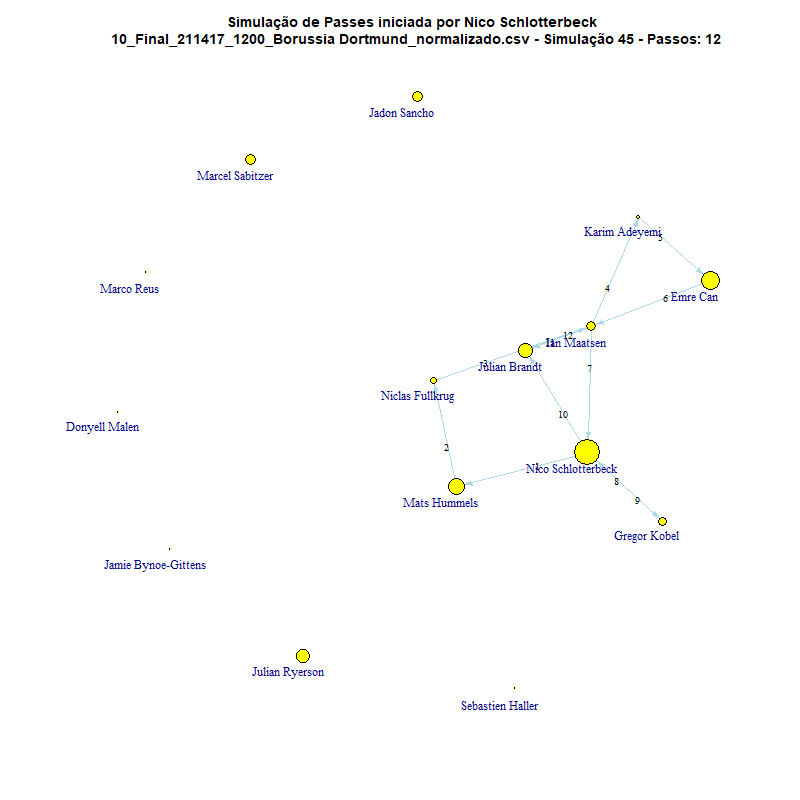 Simulação de Passes iniciada por Nico Schlotterbeck
10_Final_211417_1200_Borussia Dortmund_normalizado.csv - Simulação 45 - Passos: 12
Jadon Sancho
Marcel Sabitzer
Karim Adeyemi
5
Marco Reus
4
6
Emre Can
12
11
Ian Maatsen
3
Julian Brandt
7
Niclas Fullkrug
10
Donyell Malen
2
1
Nico Schlotterbeck
8
Mats Hummels
9
Gregor Kobel
Jamie Bynoe-Gittens
Julian Ryerson
Sebastien Haller